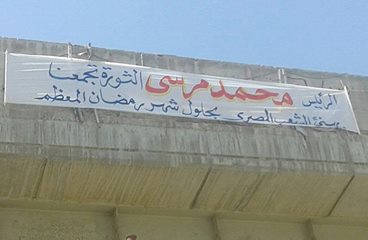 الرئيس محمد مرسى الثورة تجمعنا
يهنئ الشعب المصرى بحلول شهر رمضان المعظم